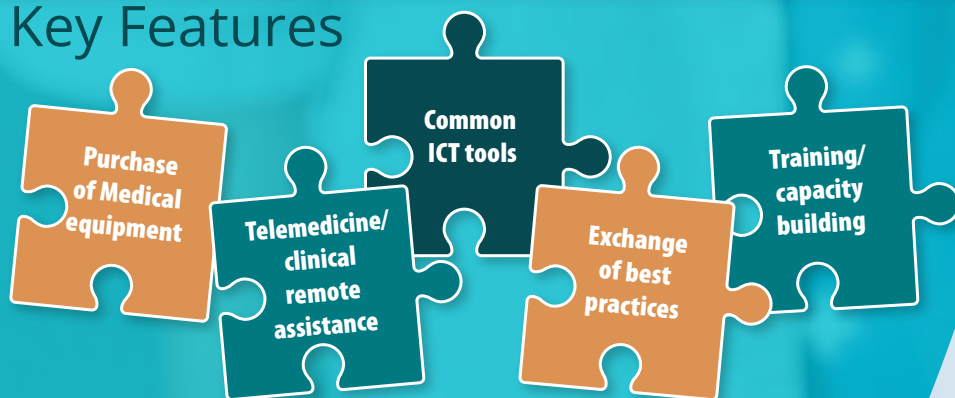 Key Features
Purchase
of Medical
equipment
Telemedicine/
clinical
remote
assistance
Common
ICT tools
Exchange
of best
practices
Training/
capacity
building